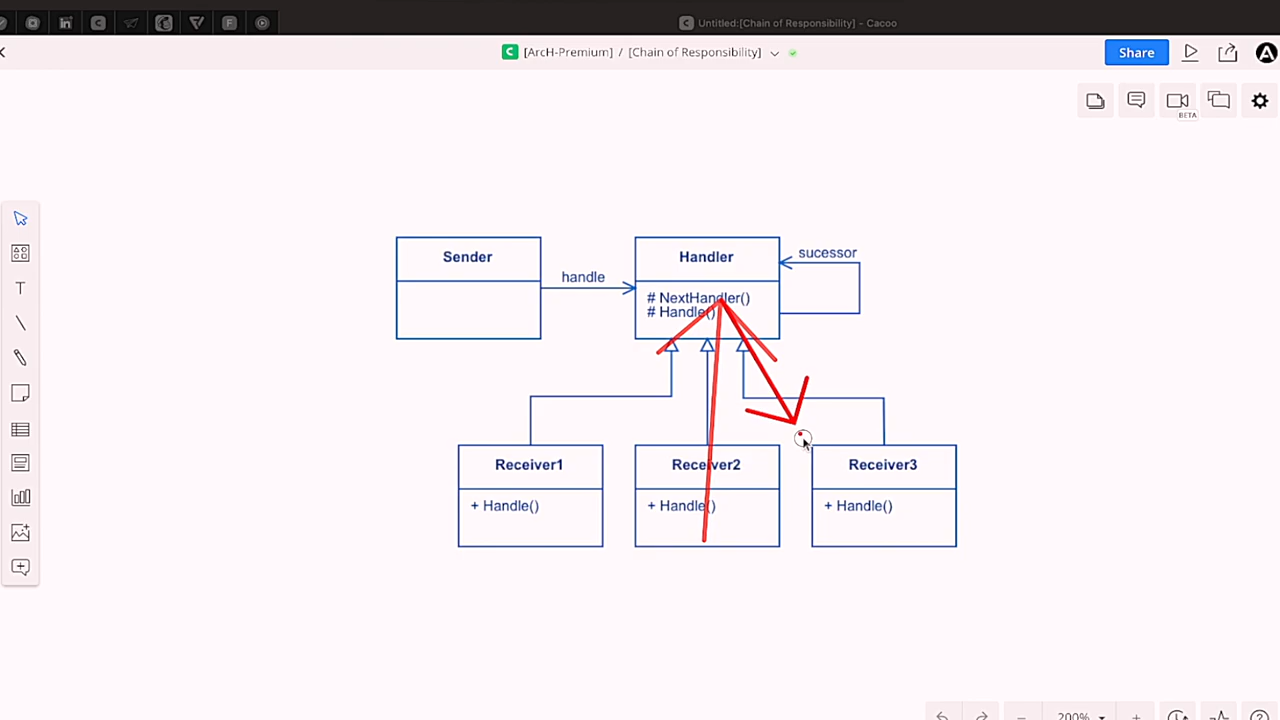 Untitled:[Chain of Responsibility] – Cacoo
[ArcH-Premium] / [Chain of Responsibility]
Share
BETA
Sender
handle
Handler
# NextHandler()
# Handle()
sucessor
Receiver1
+ Handle()
Receiver2
+ Handle()
Receiver3
+ Handle()
200%